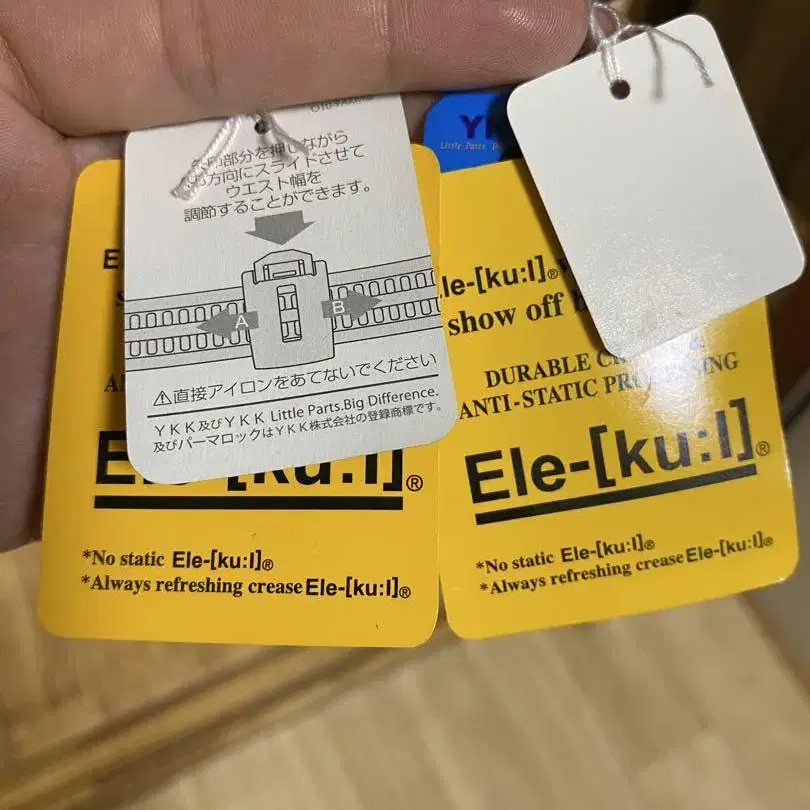 部分を押しながら
方向にスライドさせて
ウエスト幅を
調節することができます。
A
B
⚠直接アイロンをあてないでください
YKK及びYKK Little Parts.Big Difference.
及びパーマロックはYKK株式会社の登録商標です。
*No static Ele-[ku:l]®
*Always refreshing crease Ele-[ku:l]®
YK
Little Parts.
show off
DURABLE
ANTI-STATIC
Ele-[ku:l]®
*No static Ele-[ku:l]®
*Always refreshing crease Ele-[ku:l]®